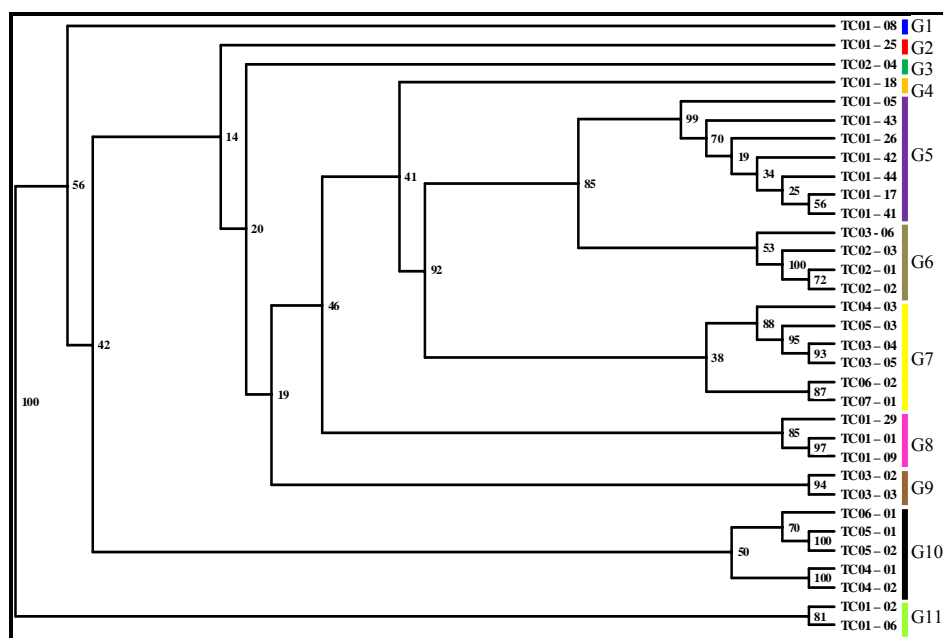 TC01 – 08 G1
TC01 – 25 G2
14
TC02 – 04 G3
TC01 – 18 G4
TC01 – 05
99
TC01 – 43
70
TC01 – 26
19
TC01 – 42 G5
34
TC01 – 44
25
TC01 – 17
56
TC01 – 41
56
41
85
20
TC03 - 06
53
TC02 – 03
100 G6
TC02 – 01
72
TC02 – 02
92
46
TC04 – 03
88
TC05 – 03
95
TC03 – 04
93
TC03 – 05 G7
38
TC06 – 02
87
TC07 – 01
42
19
100
TC01 – 29
85
TC01 – 01 G8
97
TC01 – 09
TC03 – 02
94 G9
TC03 – 03
TC06 – 01
70
TC05 – 01
100
TC05 – 02 G10
50
TC04 – 01
100
TC04 – 02
TC01 – 02
81 G11
TC01 – 06